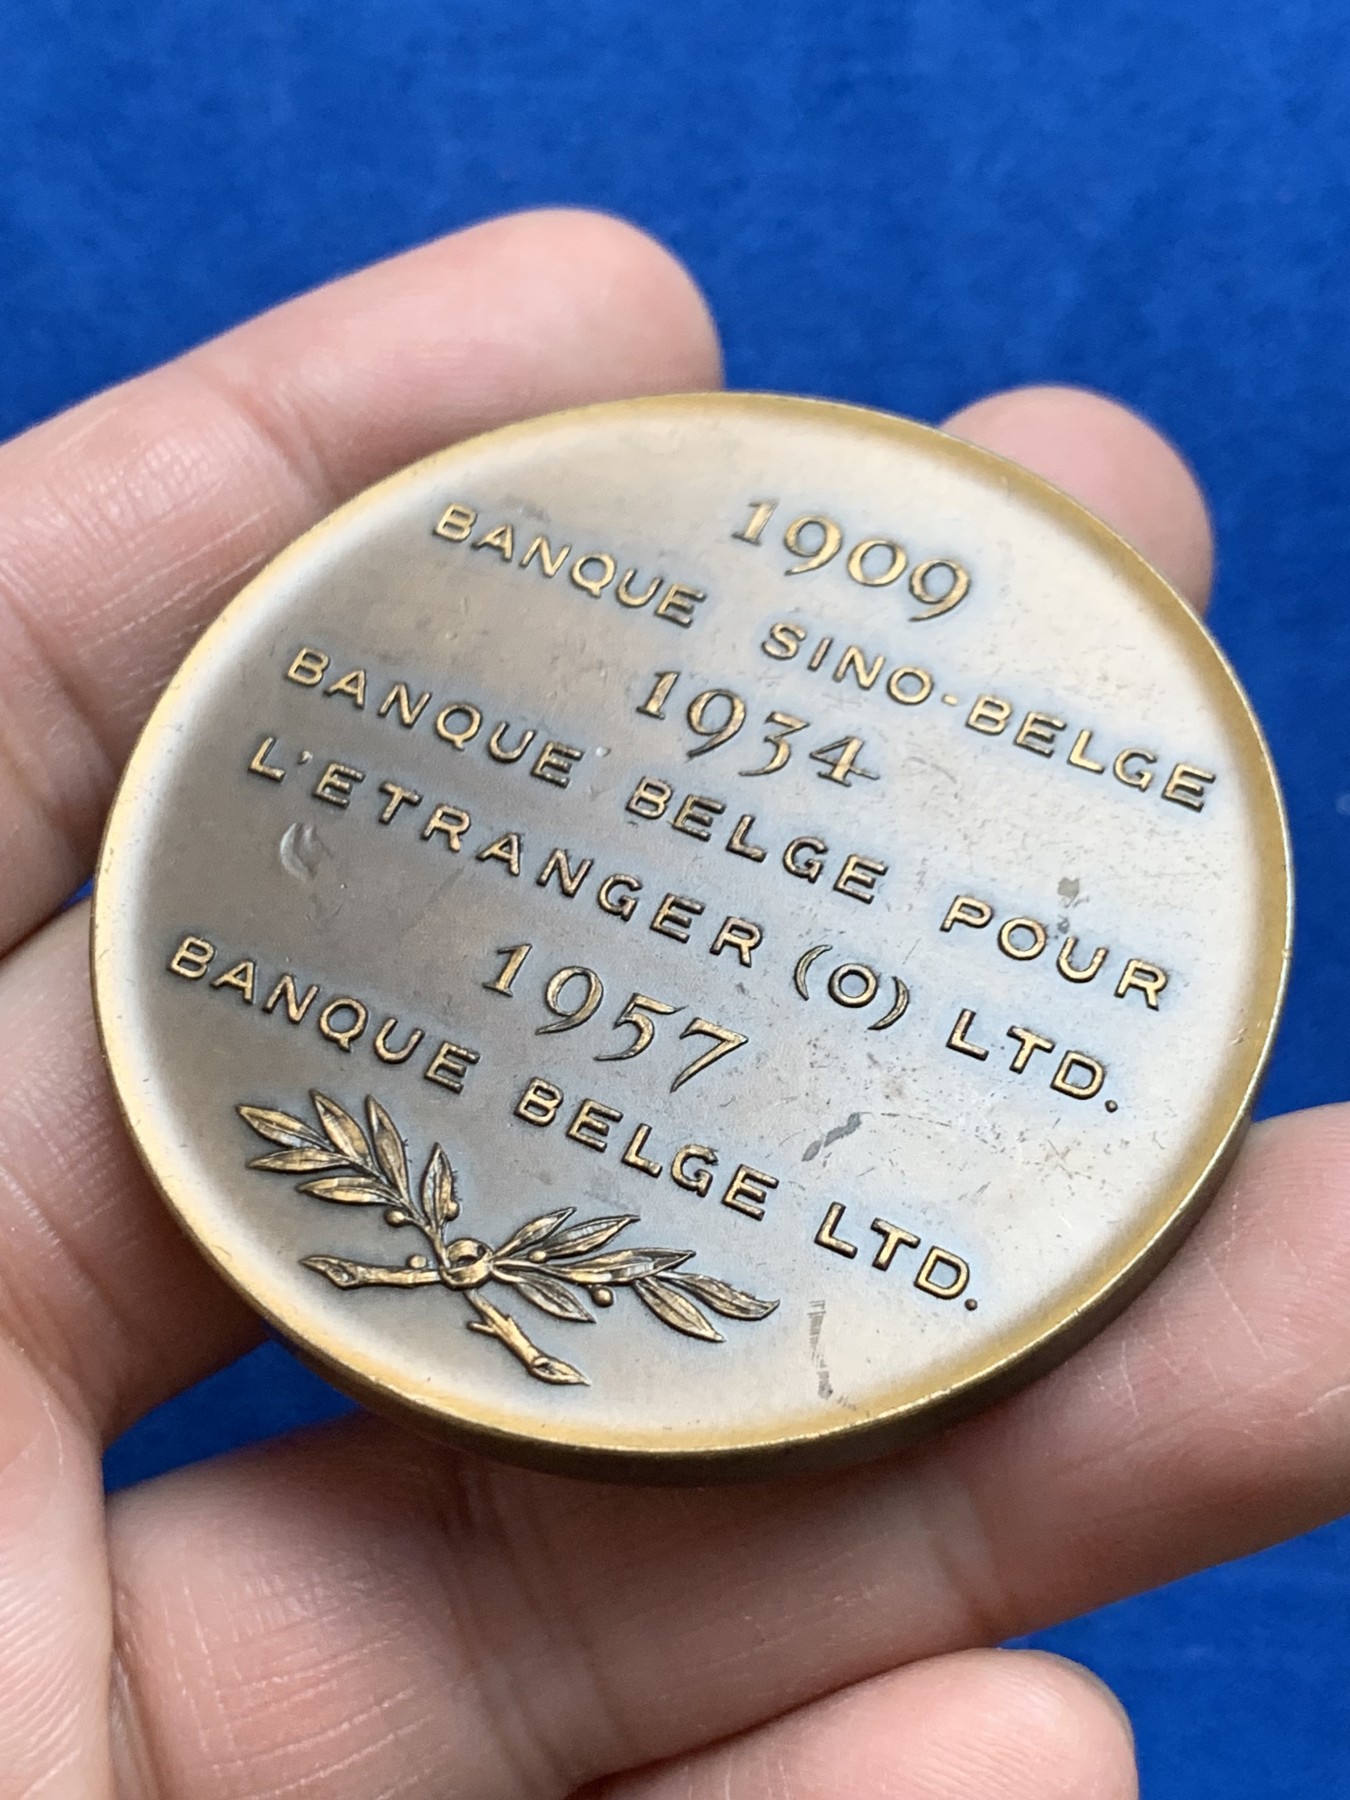 1909
BANQUE SINO-BELGE
1934
BANQUE BELGE POUR
L'ETRANGER (O) LTD.
1957
BANQUE BELGE LTD.